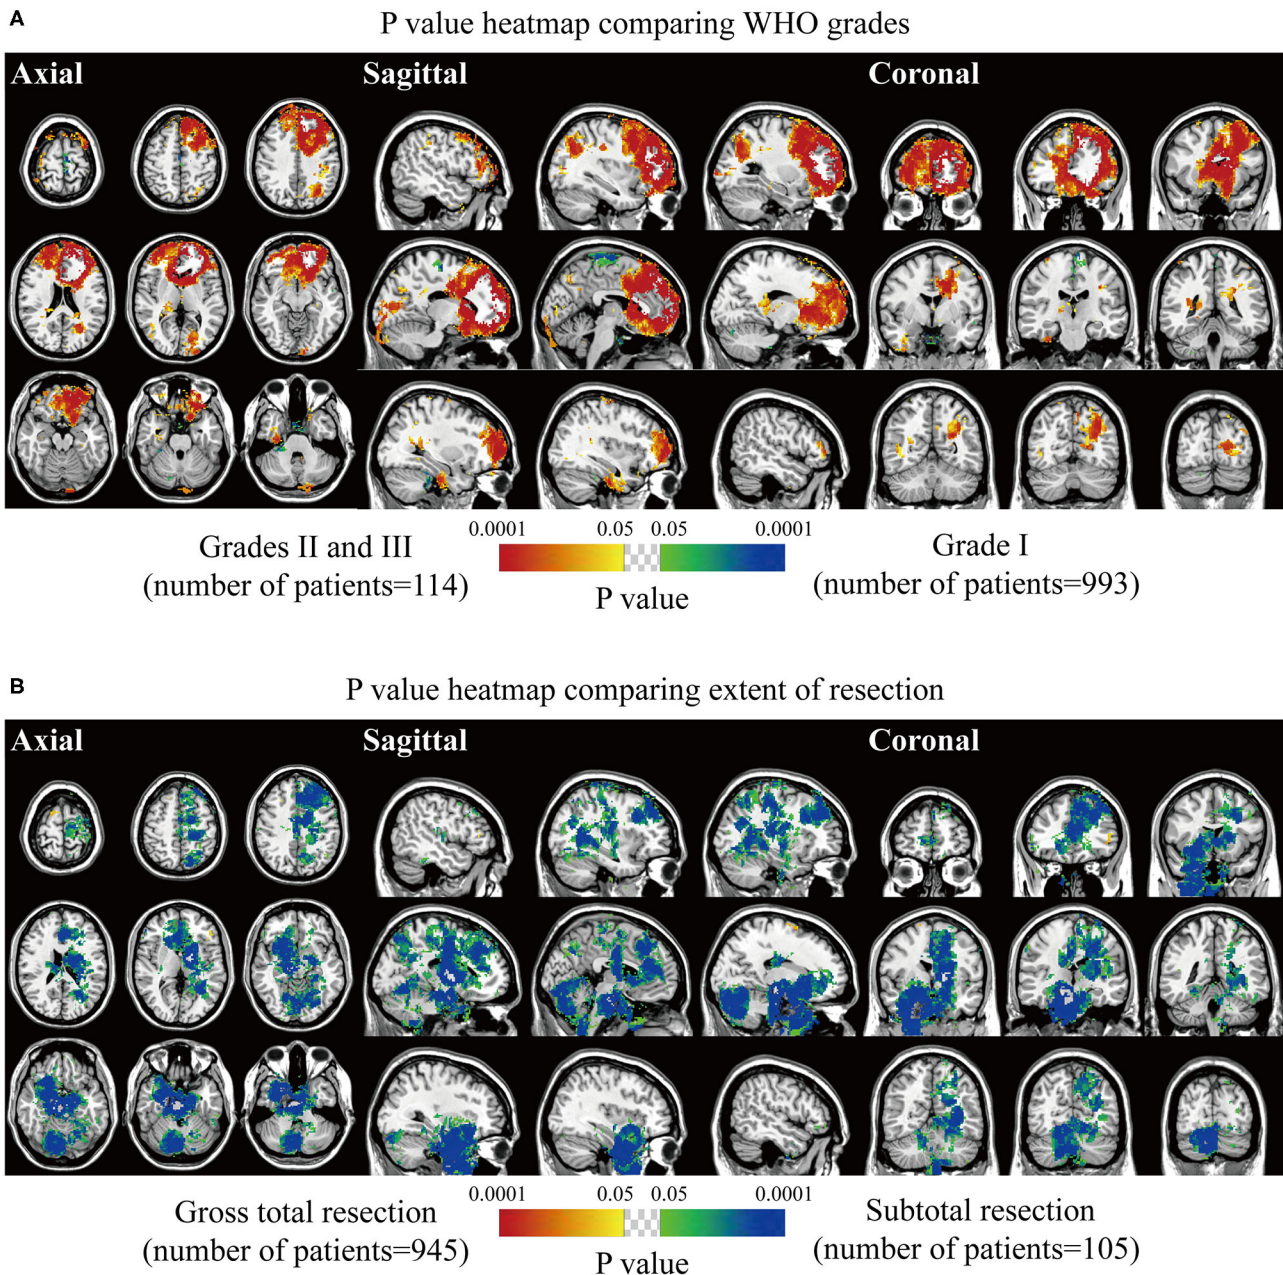 A
P value heatmap comparing WHO grades
Axial
Sagittal
Coronal
0.0001 0.05 0.05 0.0001
Grades II and III
(number of patients=114)
P value
Grade I
(number of patients=993)
B
P value heatmap comparing extent of resection
Axial
Sagittal
Coronal
0.0001 0.05 0.05 0.0001
Gross total resection
(number of patients=945)
P value
Subtotal resection
(number of patients=105)